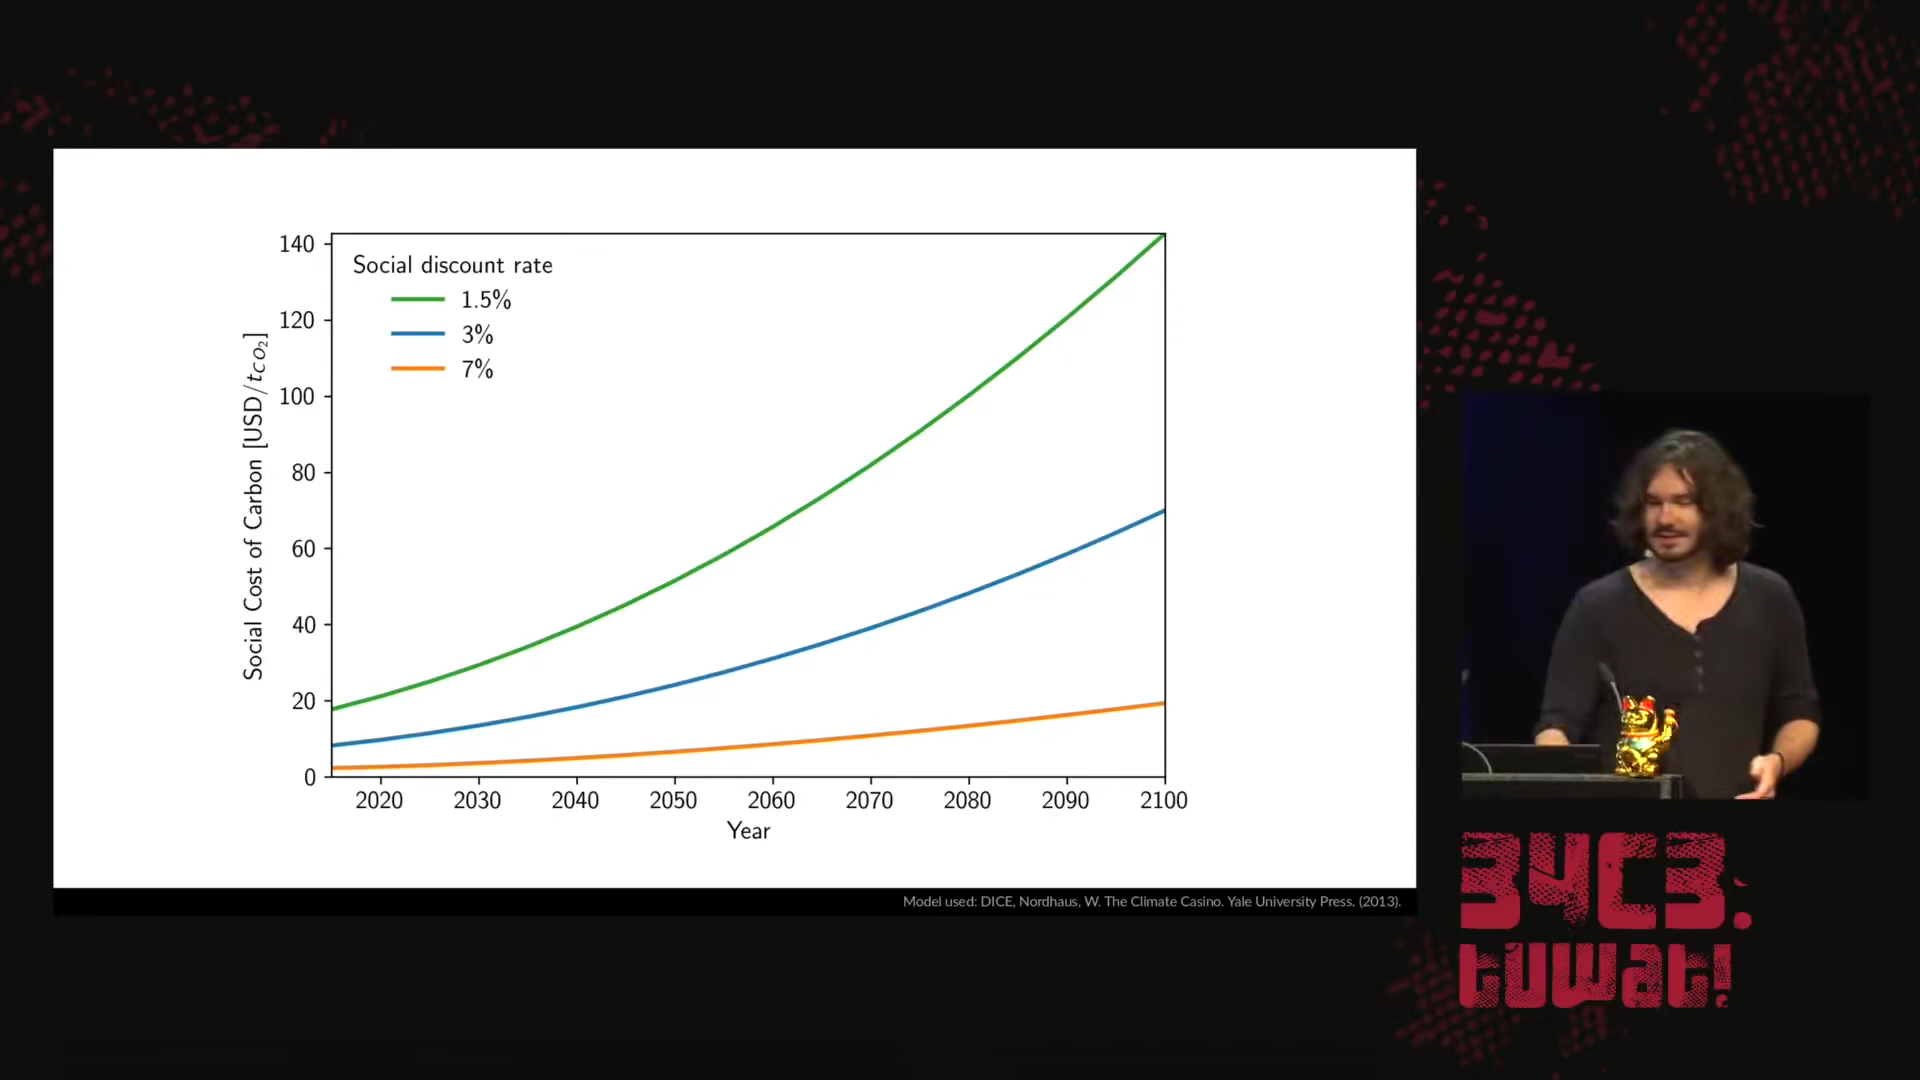 140
120
100
80
60
40
20
0
Social Cost of Carbon [USD/tCO₂]
Social discount rate
1.5%
3%
7%
2020 2030 2040 2050 2060 2070 2080 2090 2100
Year
Model used: DICE, Nordhaus, W. The Climate Casino. Yale University Press. (2013).
34C3.
tuwat!